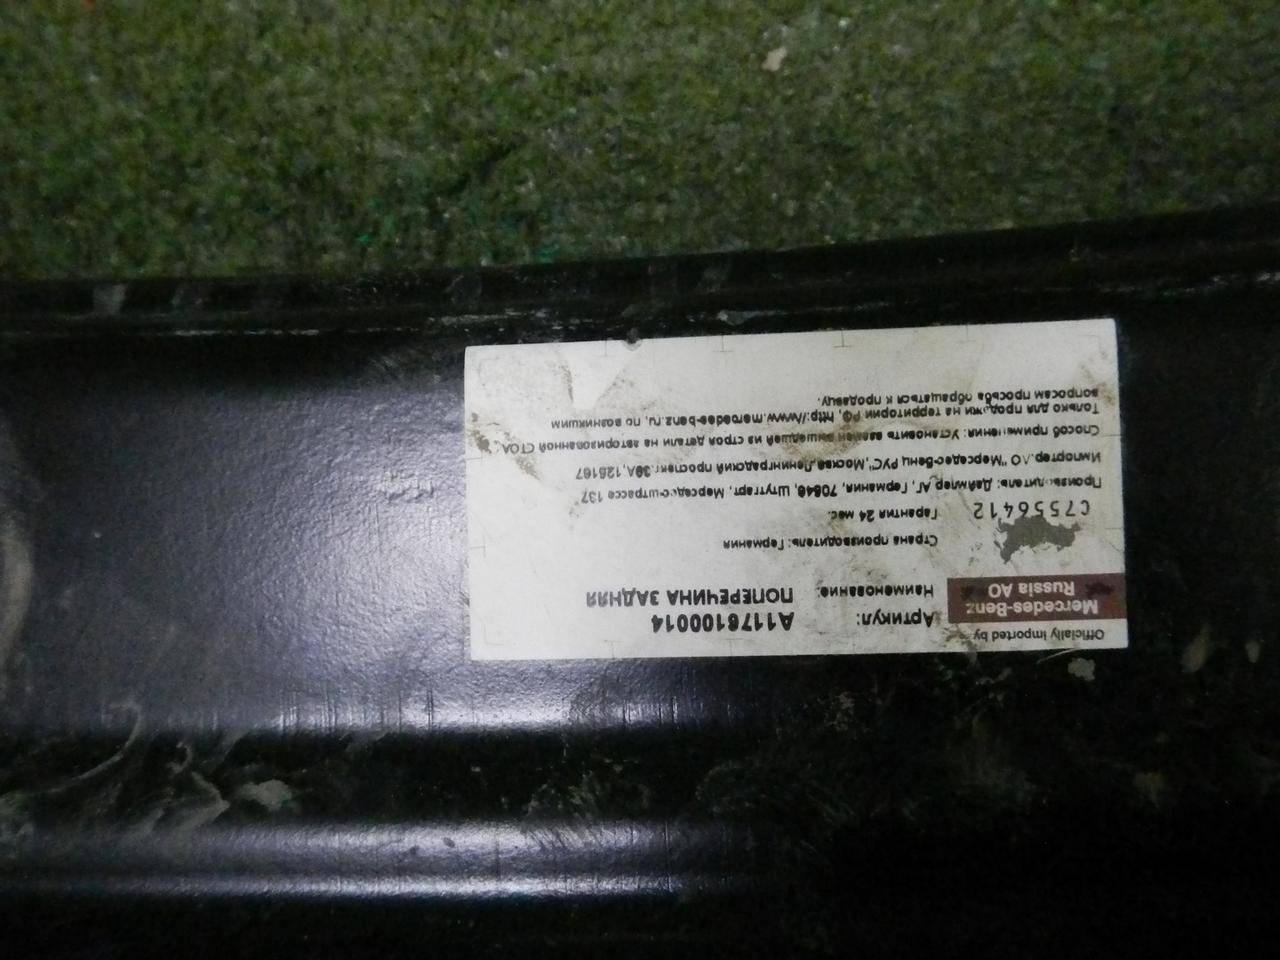 Officially imported by
Mercedes-Benz
Russia AO
Артикул: A1176100014
Наименование: ПОПЕРЕЧИНА ЗАДНЯЯ
Страна производитель: Германия
Гарантия 24 мес.
C7556412
Производитель: Даймлер АГ, Германия, 70546, Штутгарт, Мерседесштрассе 137
Импортер: АО "Мерседес-Бенц РУС", Москва, Ленинградский проспект 39А, 125167
Способ применения: Установить взамен вышедшей из строя детали на авторизованной СТОА.
Только для продажи на территории РФ, http://www.mercedes-benz.ru, по возникшим
вопросам просьба обращаться к продавцу.